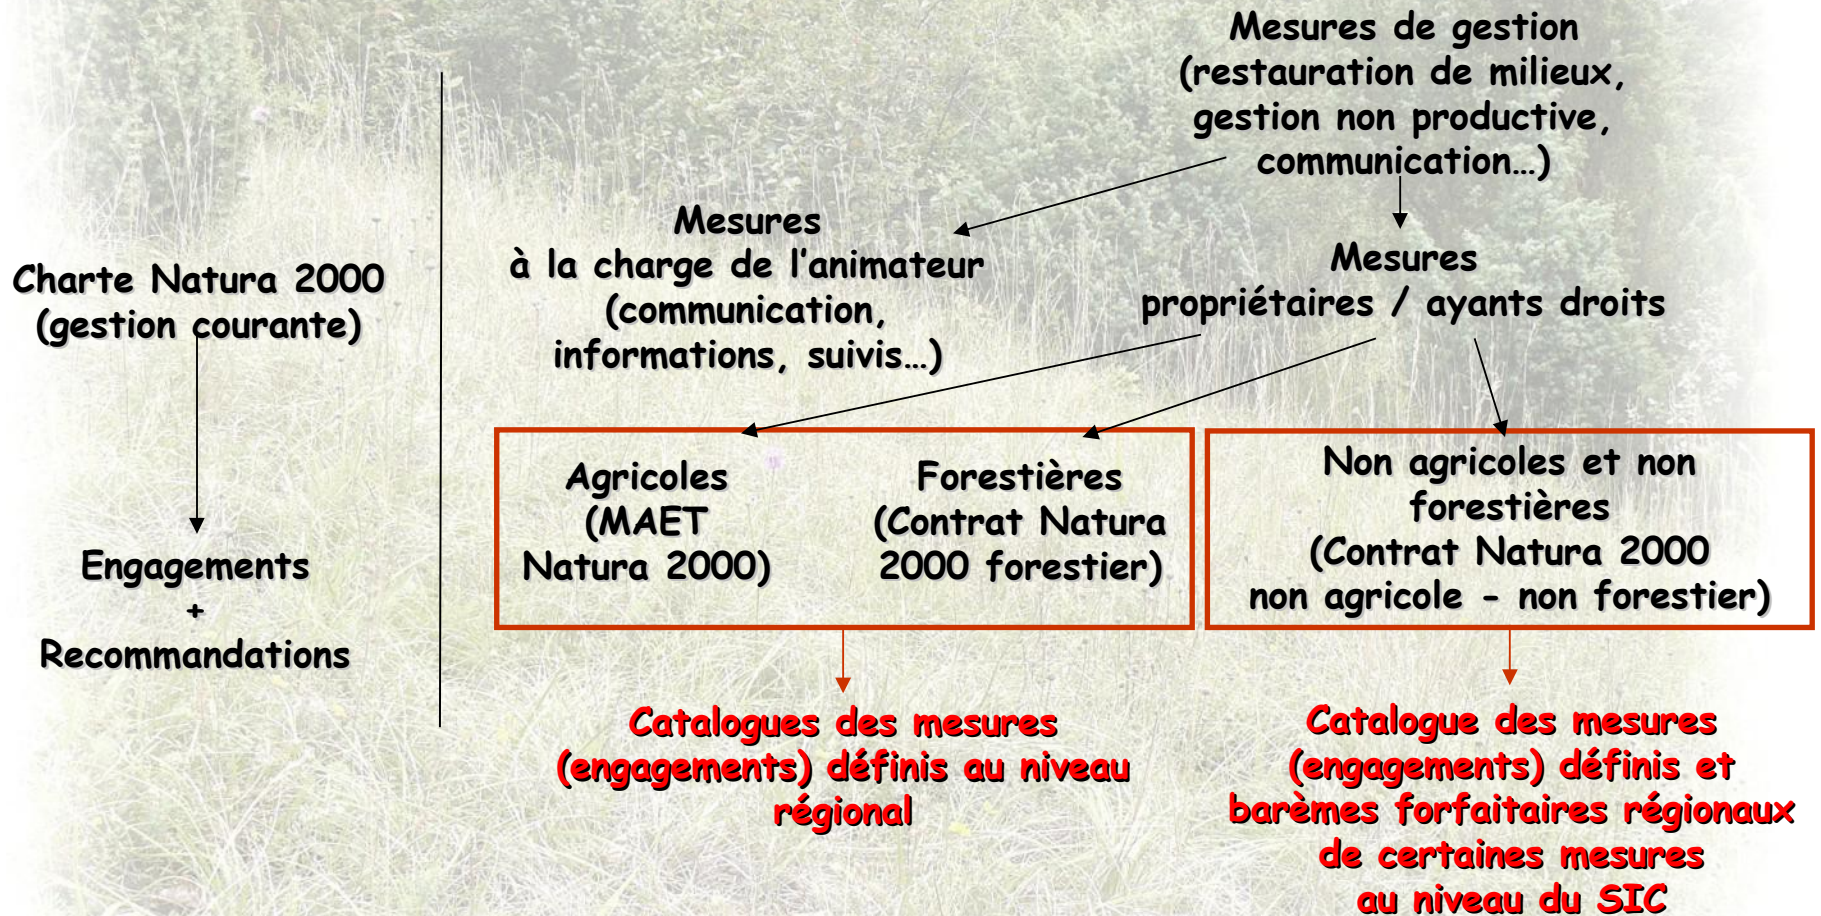 Mesures de gestion
(restauration de milieux,
gestion non productive,
communication…)
Mesures
à la charge de l'animateur
(communication,
informations, suivis…)
Mesures
propriétaires / ayants droits
Charte Natura 2000
(gestion courante)
Engagements
+
Recommandations
Agricoles
(MAET
Natura 2000)
Forestières
(Contrat Natura
2000 forestier)
Non agricoles et non
forestières
(Contrat Natura 2000
non agricole - non forestier)
Catalogues des mesures
(engagements) définis au niveau
régional
Catalogue des mesures
(engagements) définis et
barèmes forfaitaires régionaux
de certaines mesures
au niveau du SIC